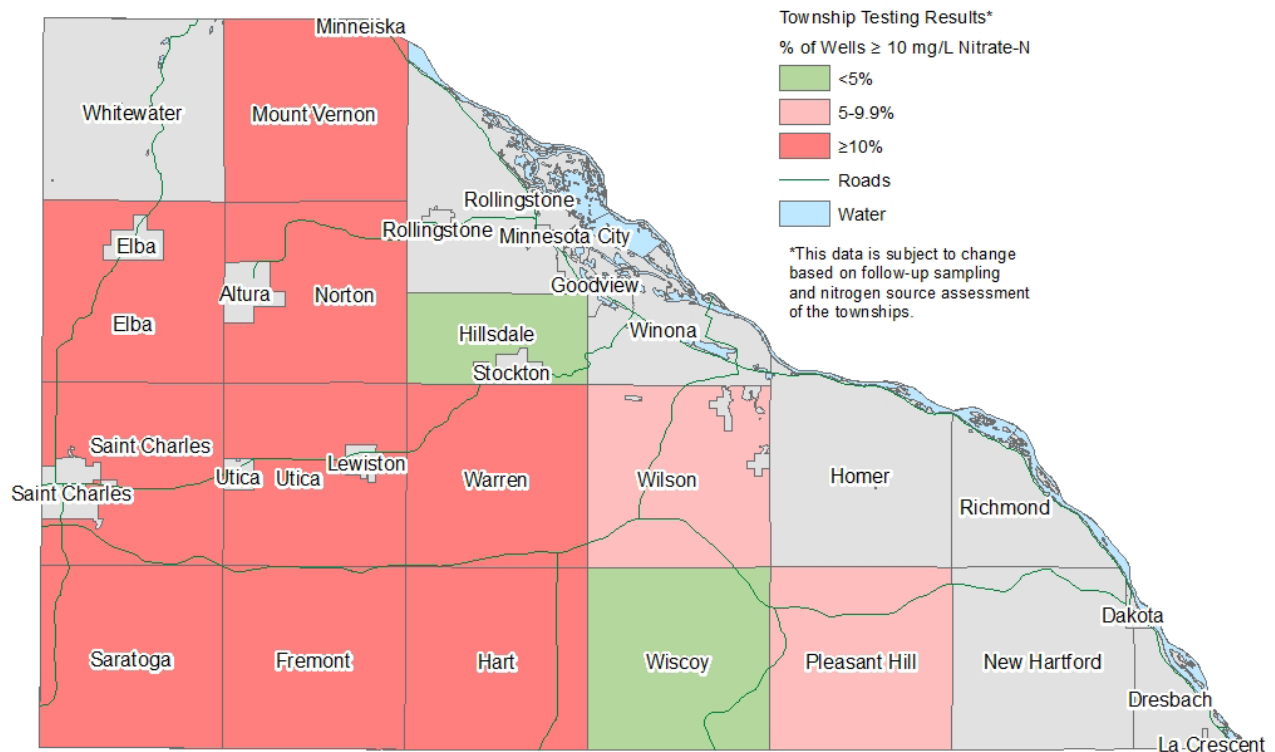 Township Testing Results*
% of Wells ≥ 10 mg/L Nitrate-N
<5%
5-9.9%
≥10%
Roads
Water
*This data is subject to change
based on follow-up sampling
and nitrogen source assessment
of the townships.
Minneiska
Whitewater
Mount Vernon
Rollingstone
Rollingstone
Minnesota City
Elba
Goodview
Altura
Norton
Elba
Winona
Hillsdale
Stockton
Saint Charles
Lewiston
Utica
Utica
Warren
Wilson
Homer
Saint Charles
Richmond
Dakota
Saratoga
Fremont
Hart
Wiscoy
Pleasant Hill
New Hartford
Dresbach
La Crescent